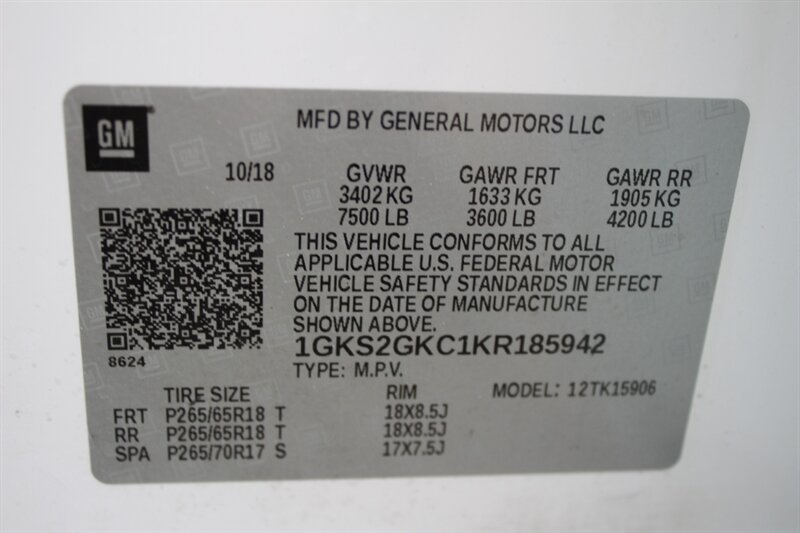 GM
MFD BY GENERAL MOTORS LLC
10/18 GVWR GAWR FRT GAWR RR
3402 KG 1633 KG 1905 KG
7500 LB 3600 LB 4200 LB
THIS VEHICLE CONFORMS TO ALL
APPLICABLE U.S. FEDERAL MOTOR
VEHICLE SAFETY STANDARDS IN EFFECT
ON THE DATE OF MANUFACTURE
SHOWN ABOVE.
8624
1GKS2GKC1KR185942
TYPE: M.P.V. MODEL: 12TK15906
TIRE SIZE RIM
FRT P265/65R18 T 18X8.5J
RR P265/65R18 T 18X8.5J
SPA P265/70R17 S 17X7.5J